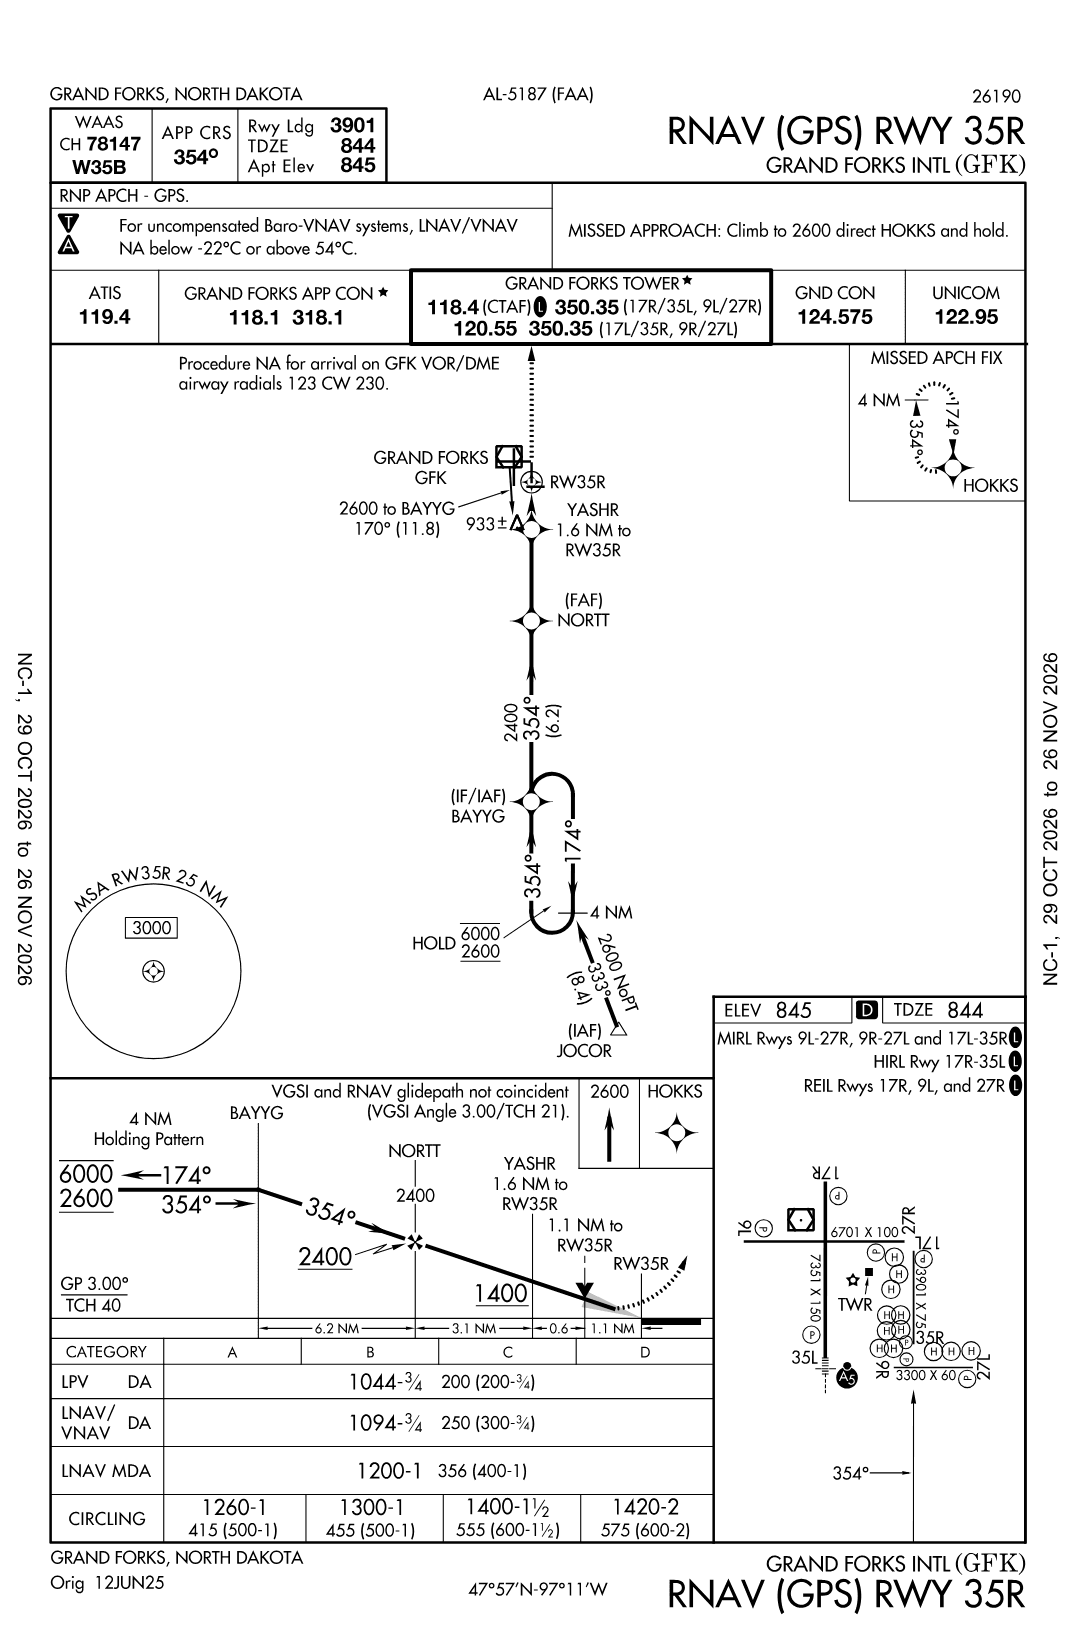 GRAND FORKS, NORTH DAKOTA
AL-5187 (FAA)
26190
WAAS
CH 78147
W35B
APP CRS
354°
Rwy Ldg 3901
TDZE 844
Apt Elev 845
RNAV (GPS) RWY 35R
GRAND FORKS INTL (GFK)
RNP APCH - GPS.
T
A
For uncompensated Baro-VNAV systems, LNAV/VNAV
NA below -22°C or above 54°C.
MISSED APPROACH: Climb to 2600 direct HOKKS and hold.
ATIS
119.4
GRAND FORKS APP CON ★
118.1 318.1
GRAND FORKS TOWER ★
118.4 (CTAF) L 350.35 (17R/35L, 9L/27R)
120.55 350.35 (17L/35R, 9R/27L)
GND CON
124.575
UNICOM
122.95
Procedure NA for arrival on GFK VOR/DME
airway radials 123 CW 230.
MISSED APCH FIX
4 NM
354°
174°
HOKKS
GRAND FORKS
GFK
RW35R
2600 to BAYYG
170° (11.8)
933±
YASHR
1.6 NM to
RW35R
(FAF)
NORTT
2400
354°
(6.2)
(IF/IAF)
BAYYG
354°
174°
4 NM
HOLD 6000
2600
2600 NoPT
333°
(8.4)
(IAF)
JOCOR
MSA RW35R 25 NM
3000
NC-1, 29 OCT 2026 to 26 NOV 2026
NC-1, 29 OCT 2026 to 26 NOV 2026
ELEV 845
D
TDZE 844
MIRL Rwys 9L-27R, 9R-27L and 17L-35R L
HIRL Rwy 17R-35L L
REIL Rwys 17R, 9L, and 27R L
17R
P
9L
P
6701 X 100
27R
17L
P
P
H
H
H
7351 X 150
3901 X 75
TWR
H H
H H
P
35R
H H
P
H H H
P
35L
A5
9R
3300 X 60
P
27L
354°
VGSI and RNAV glidepath not coincident
(VGSI Angle 3.00/TCH 21).
2600
HOKKS
4 NM
Holding Pattern
BAYYG
6000
174°
2600
354°
354°
NORTT
2400
2400
YASHR
1.6 NM to
RW35R
1.1 NM to
RW35R
RW35R
1400
GP 3.00°
TCH 40
6.2 NM
3.1 NM
0.6
1.1 NM
CATEGORY
A
B
C
D
LPV DA
1044-¾ 200 (200-¾)
LNAV/
VNAV DA
1094-¾ 250 (300-¾)
LNAV MDA
1200-1 356 (400-1)
CIRCLING
1260-1
415 (500-1)
1300-1
455 (500-1)
1400-1½
555 (600-1½)
1420-2
575 (600-2)
GRAND FORKS, NORTH DAKOTA
Orig 12JUN25
47°57'N-97°11'W
GRAND FORKS INTL (GFK)
RNAV (GPS) RWY 35R